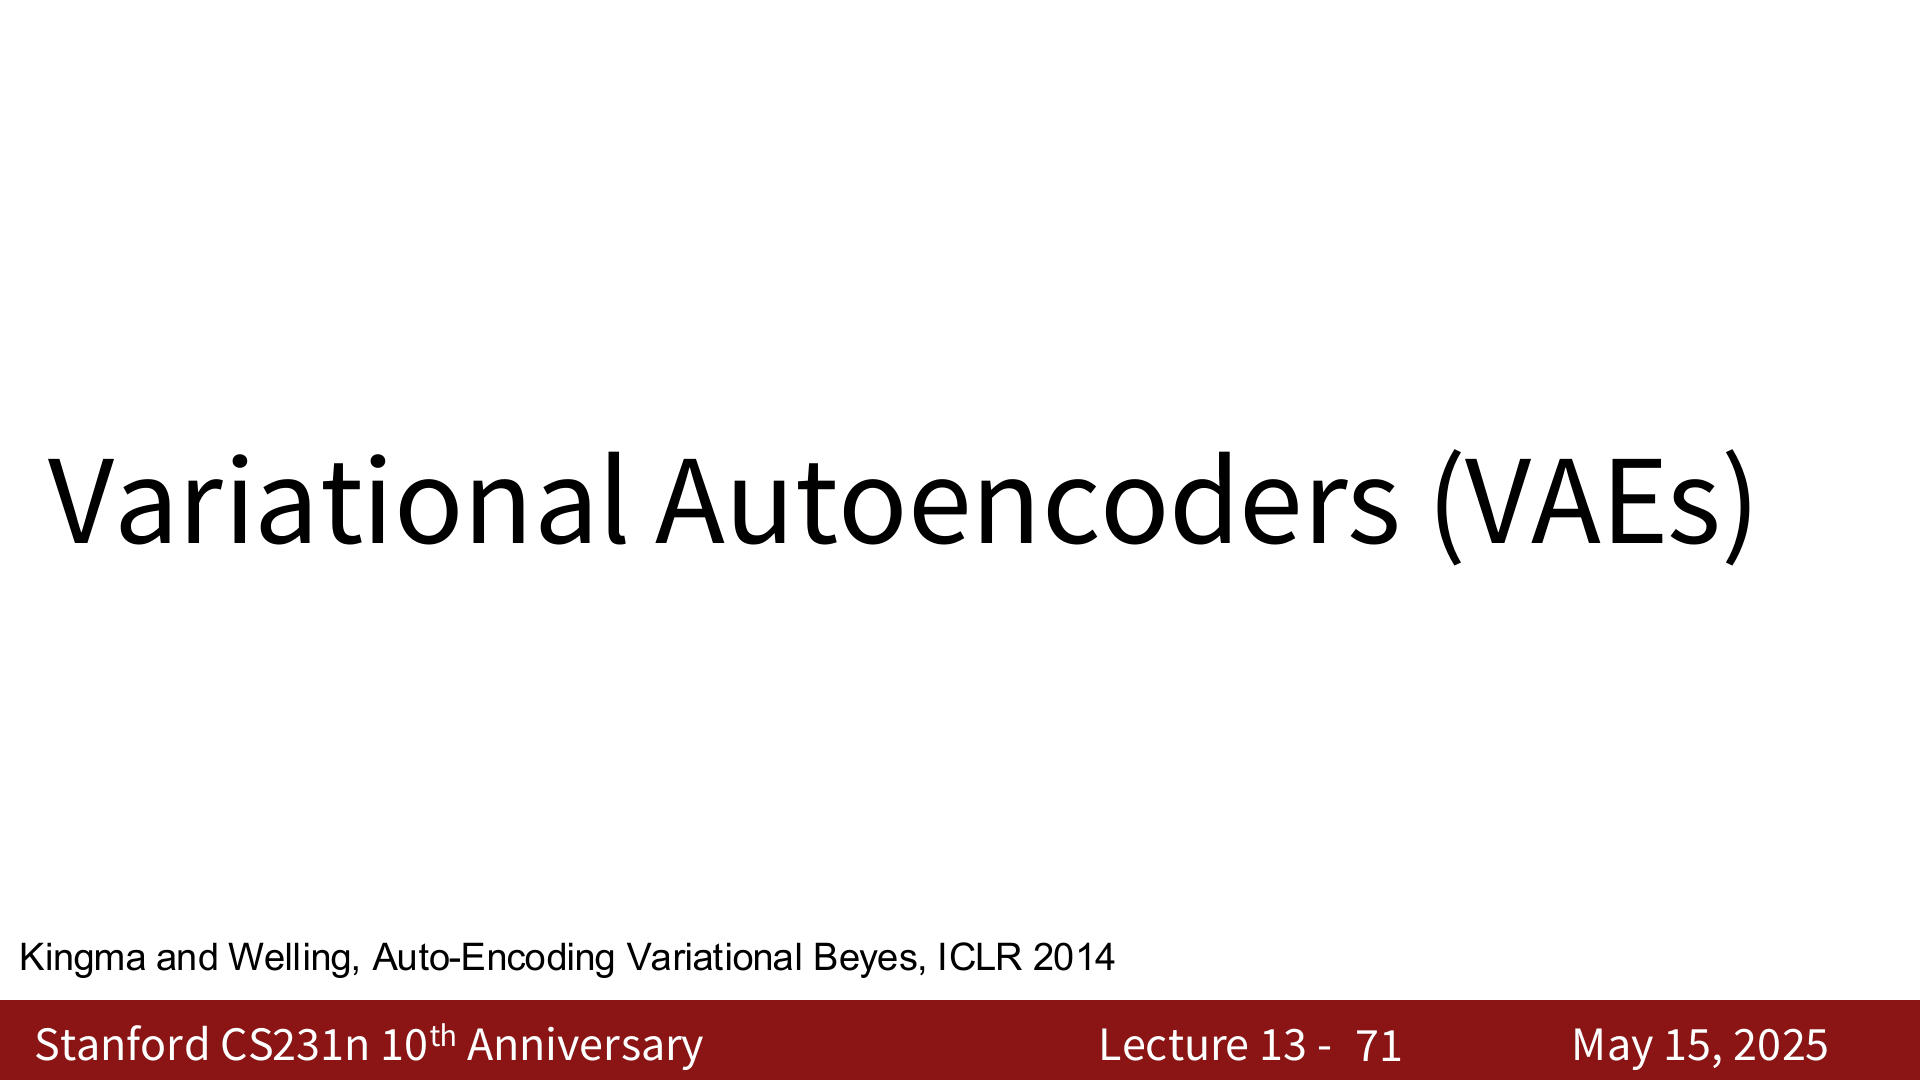 Variational Autoencoders (VAEs)
Kingma and Welling, Auto-Encoding Variational Beyes, ICLR 2014
Stanford CS231n 10th Anniversary Lecture 13 - 71 May 15, 2025